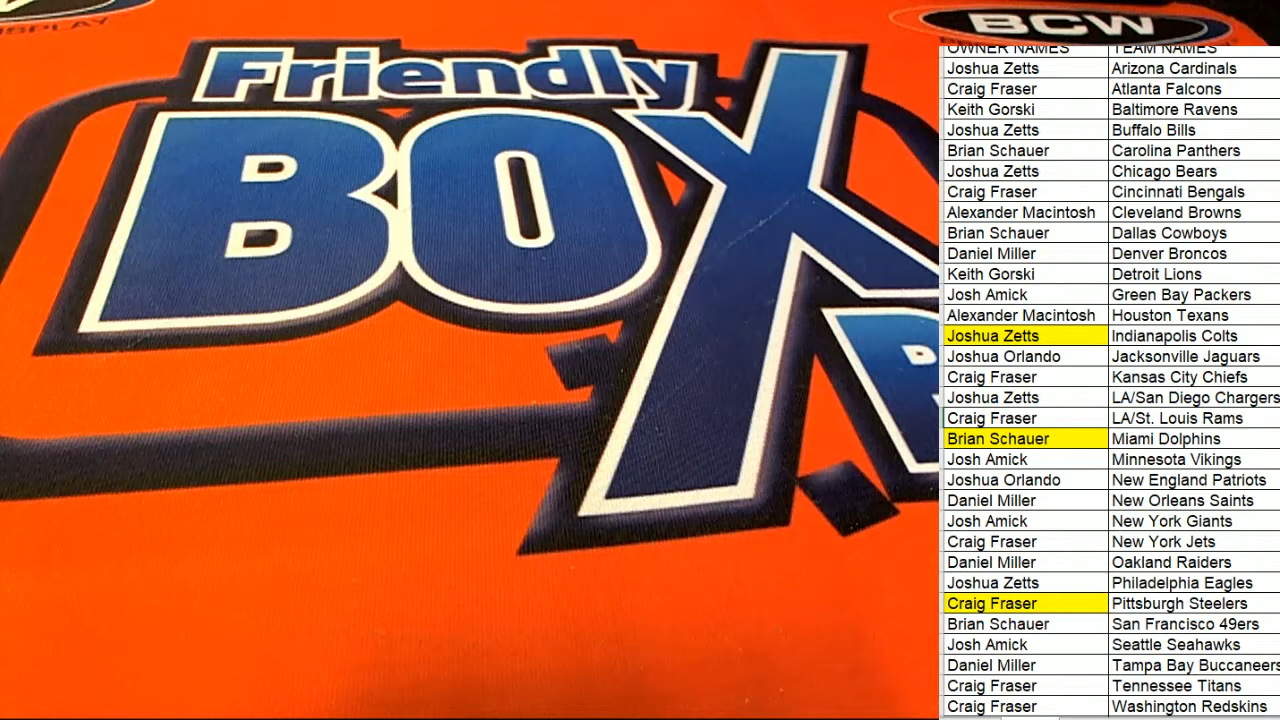 DISPLAY
BCW
Friendly
BOX
OWNER NAMES TEAM NAMES
Joshua Zetts Arizona Cardinals
Craig Fraser Atlanta Falcons
Keith Gorski Baltimore Ravens
Joshua Zetts Buffalo Bills
Brian Schauer Carolina Panthers
Joshua Zetts Chicago Bears
Craig Fraser Cincinnati Bengals
Alexander Macintosh Cleveland Browns
Brian Schauer Dallas Cowboys
Daniel Miller Denver Broncos
Keith Gorski Detroit Lions
Josh Amick Green Bay Packers
Alexander Macintosh Houston Texans
Joshua Zetts Indianapolis Colts
Joshua Orlando Jacksonville Jaguars
Craig Fraser Kansas City Chiefs
Joshua Zetts LA/San Diego Chargers
Craig Fraser LA/St. Louis Rams
Brian Schauer Miami Dolphins
Josh Amick Minnesota Vikings
Joshua Orlando New England Patriots
Daniel Miller New Orleans Saints
Josh Amick New York Giants
Craig Fraser New York Jets
Daniel Miller Oakland Raiders
Joshua Zetts Philadelphia Eagles
Craig Fraser Pittsburgh Steelers
Brian Schauer San Francisco 49ers
Josh Amick Seattle Seahawks
Daniel Miller Tampa Bay Buccaneers
Craig Fraser Tennessee Titans
Craig Fraser Washington Redskins